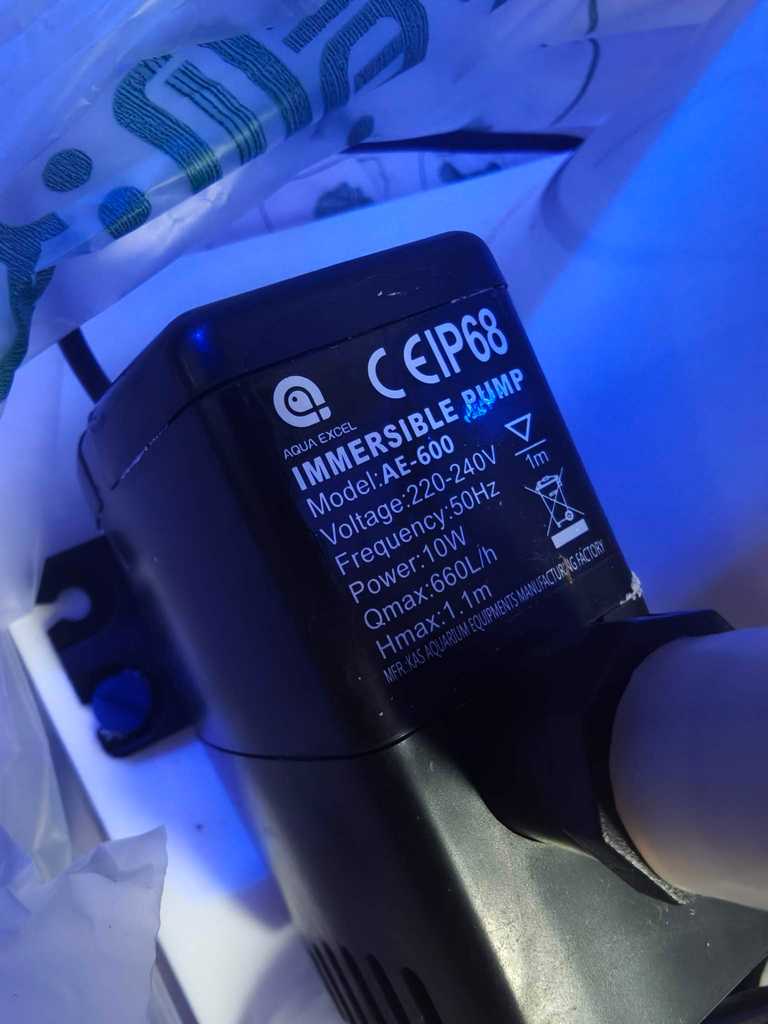 CE IP68
AQUA EXCEL
IMMERSIBLE PUMP
Model:AE-600
Voltage:220-240V
Frequency:50Hz
Power:10W
Qmax:660L/h
Hmax:1.1m
1m
MFR.:KAS AQUARIUM EQUIPMENTS MANUFACTURING FACTORY